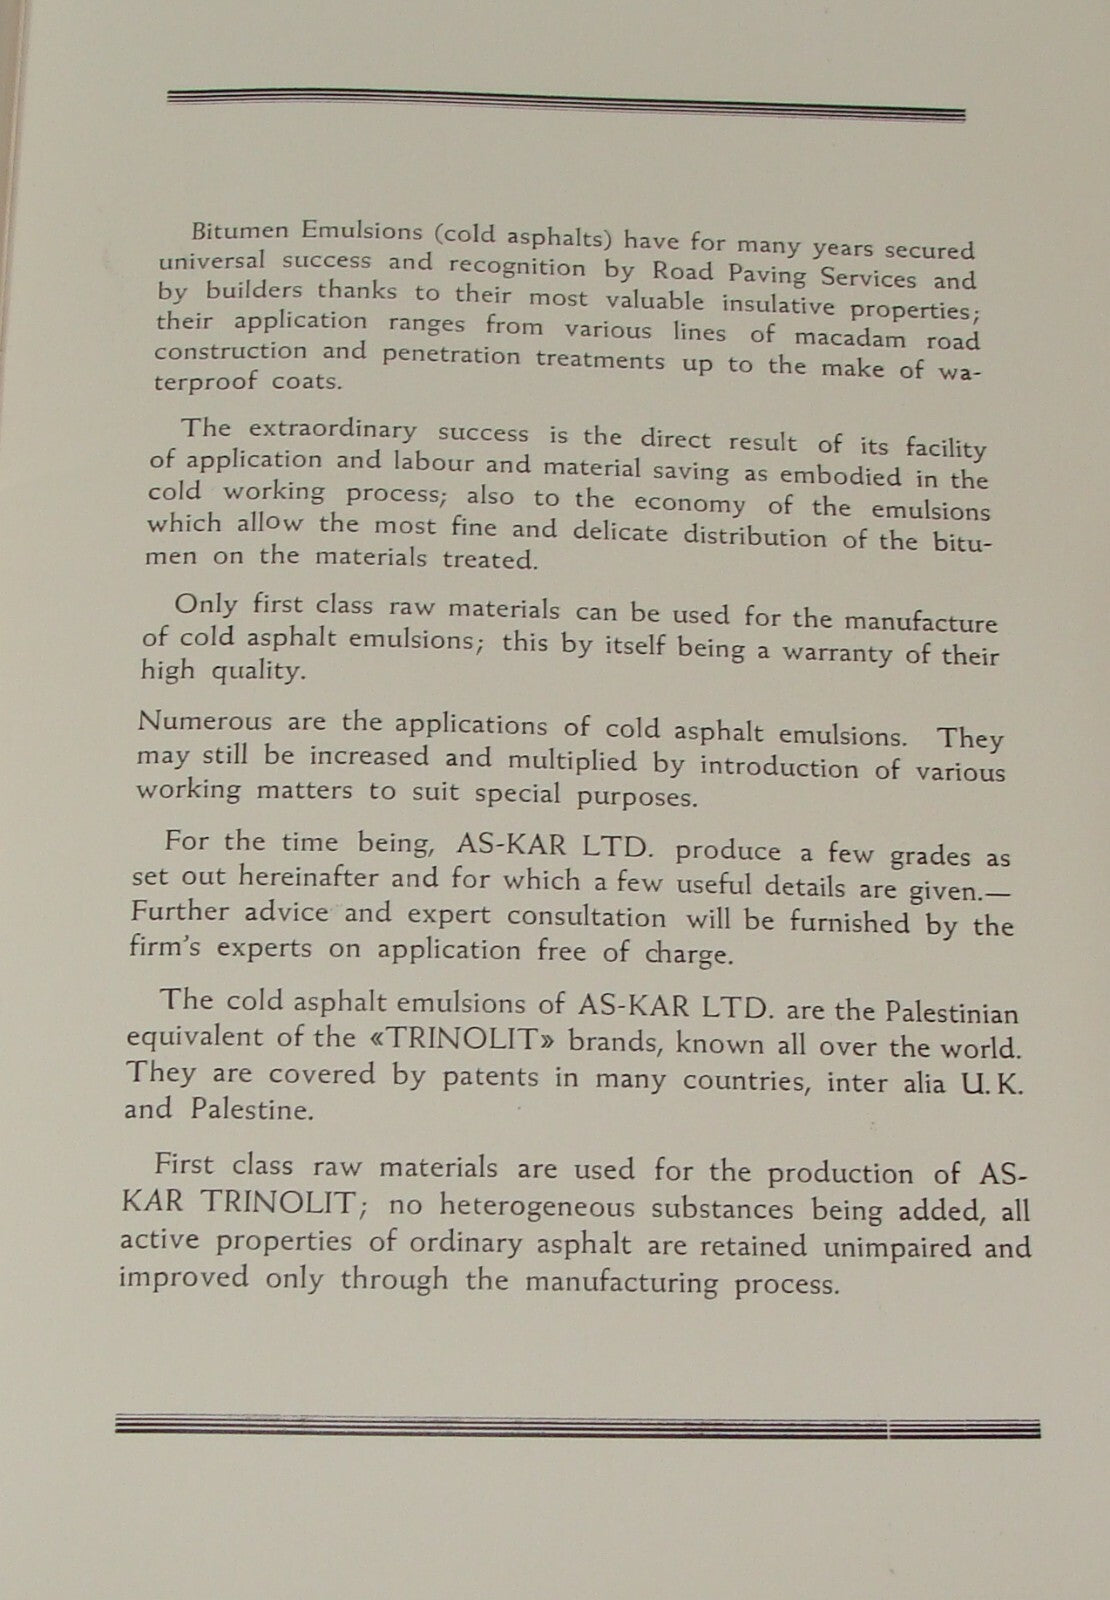 Bitumen Emulsions (cold asphalts) have for many years secured
universal success and recognition by Road Paving Services and
by builders thanks to their most valuable insulative properties;
their application ranges from various lines of macadam road
construction and penetration treatments up to the make of wa-
terproof coats.
The extraordinary success is the direct result of its facility
of application and labour and material saving as embodied in the
cold working process; also to the economy of the emulsions
which allow the most fine and delicate distribution of the bitu-
men on the materials treated.
Only first class raw materials can be used for the manufacture
of cold asphalt emulsions; this by itself being a warranty of their
high quality.
Numerous are the applications of cold asphalt emulsions. They
may still be increased and multiplied by introduction of various
working matters to suit special purposes.
For the time being, AS-KAR LTD. produce a few grades as
set out hereinafter and for which a few useful details are given.—
Further advice and expert consultation will be furnished by the
firm's experts on application free of charge.
The cold asphalt emulsions of AS-KAR LTD. are the Palestinian
equivalent of the «TRINOLIT» brands, known all over the world.
They are covered by patents in many countries, inter alia U. K.
and Palestine.
First class raw materials are used for the production of AS-
KAR TRINOLIT; no heterogeneous substances being added, all
active properties of ordinary asphalt are retained unimpaired and
improved only through the manufacturing process.